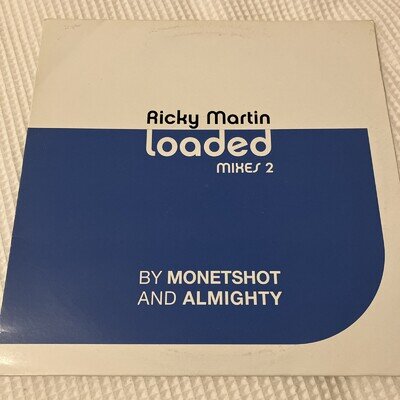 Ricky Martin
loaded
mixes 2
BY MONETSHOT
AND ALMIGHTY